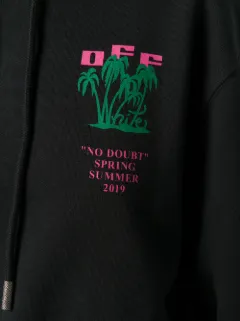 OFF
White
"NO DOUBT"
SPRING
SUMMER
2019